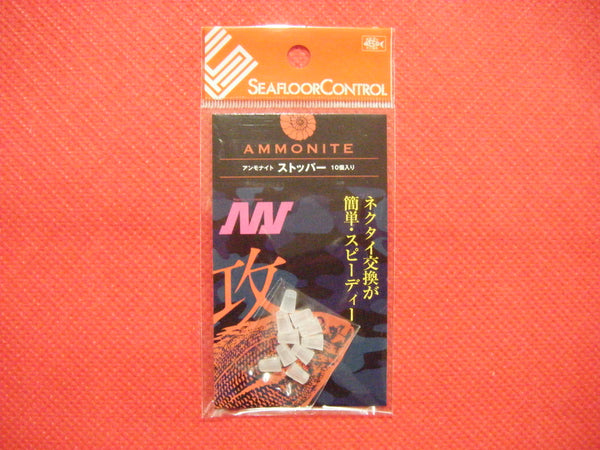 SEAFLOORCONTROL
AMMONITE
アンモナイト ストッパー 10個入り
ネクタイ交換が
簡単・スピーディー
攻